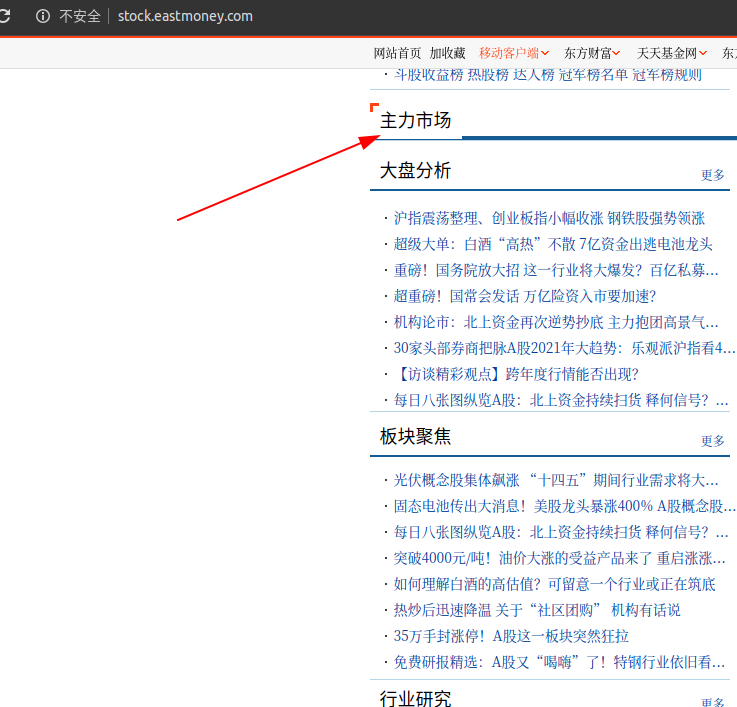 不安全 stock.eastmoney.com
网站首页 加收藏 移动客户端 东方财富 天天基金网 东方
· 斗股收益榜 热股榜 达人榜 冠军榜名单 冠军榜规则
主力市场
大盘分析 更多
· 沪指震荡整理、创业板指小幅收涨 钢铁股强势领涨
· 超级大单：白酒“高热”不散 7亿资金出逃电池龙头
· 重磅！国务院放大招 这一行业将大爆发？百亿私募...
· 超重磅！国常会发话 万亿险资入市要加速？
· 机构论市：北上资金再次逆势抄底 主力抱团高景气...
· 30家头部券商把脉A股2021年大趋势：乐观派沪指看4...
· 【访谈精彩观点】跨年度行情能否出现？
· 每日八张图纵览A股：北上资金持续扫货 释何信号？...
板块聚焦 更多
· 光伏概念股集体飙涨 “十四五”期间行业需求将大...
· 固态电池传出大消息！美股龙头暴涨400% A股概念股...
· 每日八张图纵览A股：北上资金持续扫货 释何信号？...
· 突破4000元/吨！油价大涨的受益产品来了 重启涨涨...
· 如何理解白酒的高估值？可留意一个行业或正在筑底
· 热炒后迅速降温 关于“社区团购” 机构有话说
· 35万手封涨停！A股这一板块突然狂拉
· 免费研报精选：A股又“喝嗨”了！特钢行业依旧看...
行业研究 更多